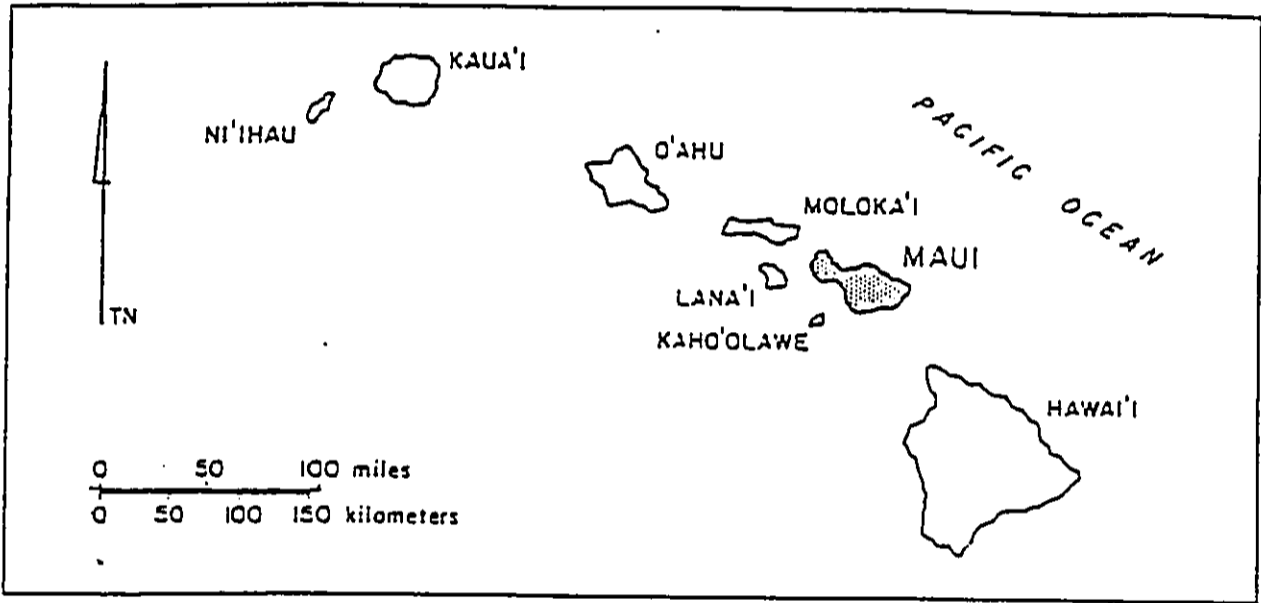 KAUA'I
NI'IHAU
O'AHU
PACIFIC OCEAN
MOLOKA'I
MAUI
LANA'I
KAHO'OLAWE
TN
HAWAI'I
0 50 100 miles
0 50 100 150 kilometers